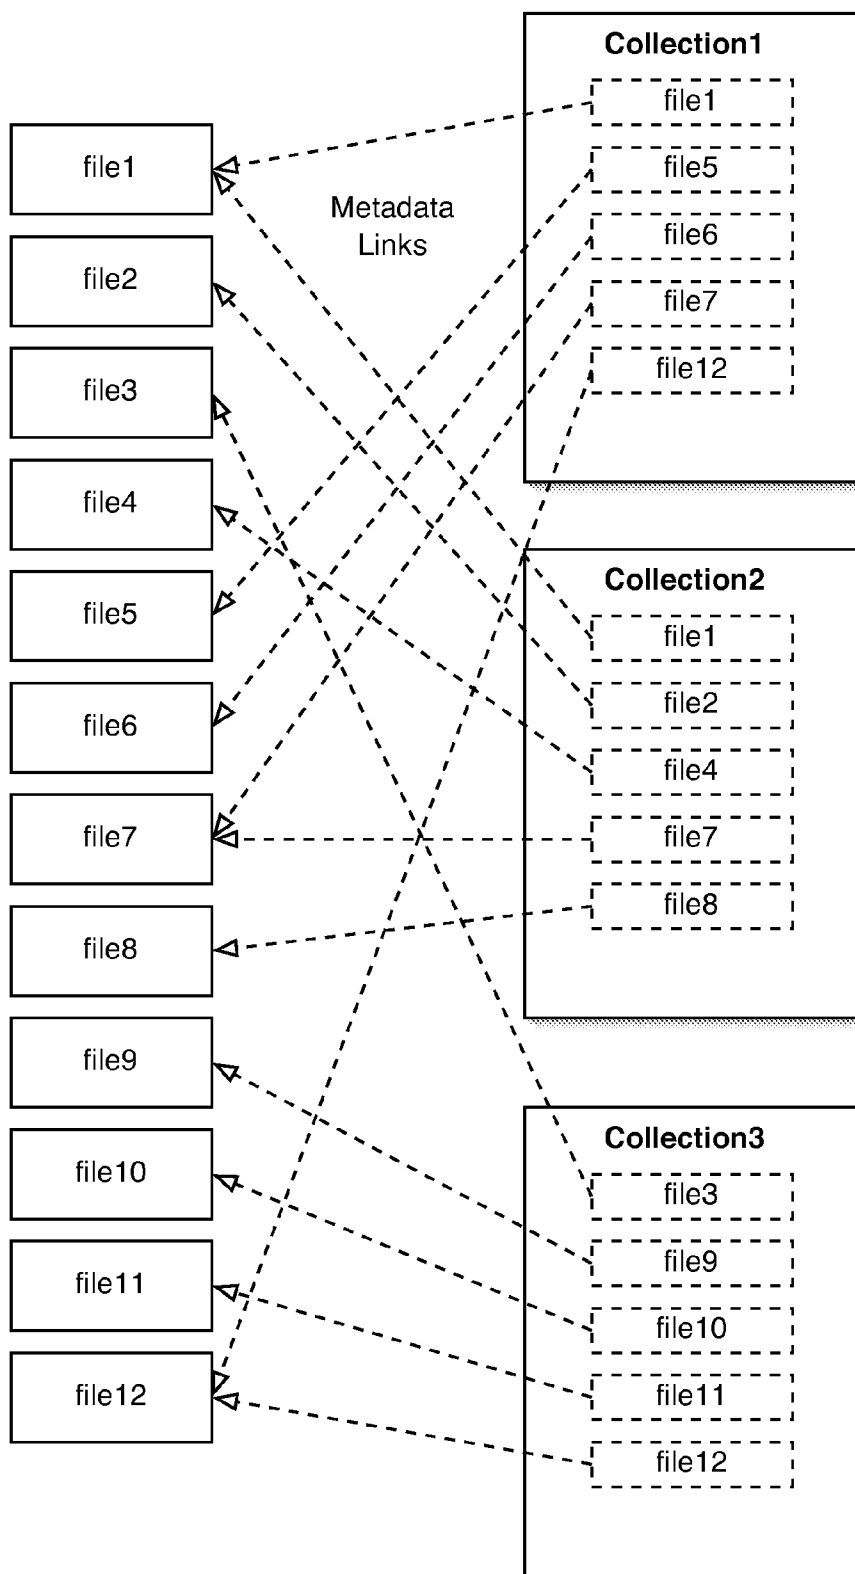 file1
file2
file3
file4
file5
file6
file7
file8
file9
file10
file11
file12
Metadata
Links
Collection1
file1
file5
file6
file7
file12
Collection2
file1
file2
file4
file7
file8
Collection3
file3
file9
file10
file11
file12